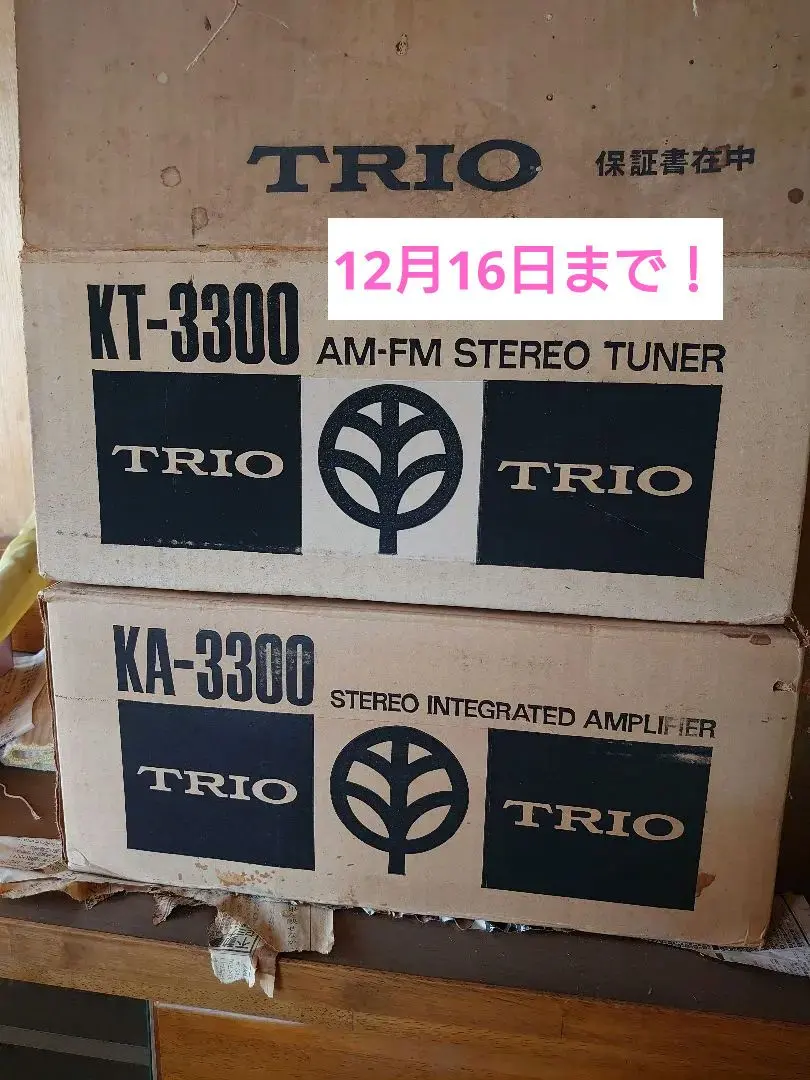 TRIO 保証書在中
12月16日まで！
KT-3300 AM-FM STEREO TUNER
TRIO TRIO
KA-3300 STEREO INTEGRATED AMPLIFIER
TRIO TRIO